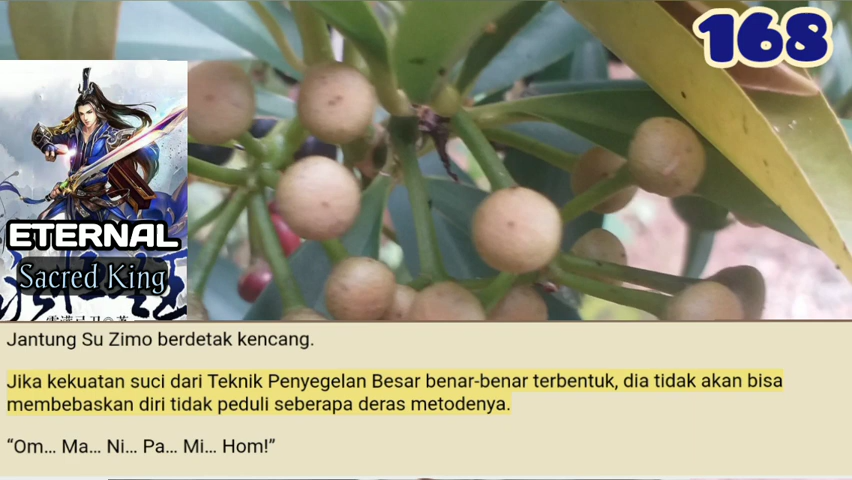 168
ETERNAL
Sacred King
Jantung Su Zimo berdetak kencang.
Jika kekuatan suci dari Teknik Penyegelan Besar benar-benar terbentuk, dia tidak akan bisa
membebaskan diri tidak peduli seberapa deras metodenya.
“Om… Ma… Ni… Pa… Mi… Hom!”